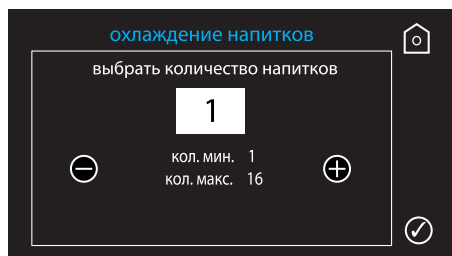 охлаждение напитков
выбрать количество напитков
1
кол. мин. 1
кол. макс. 16